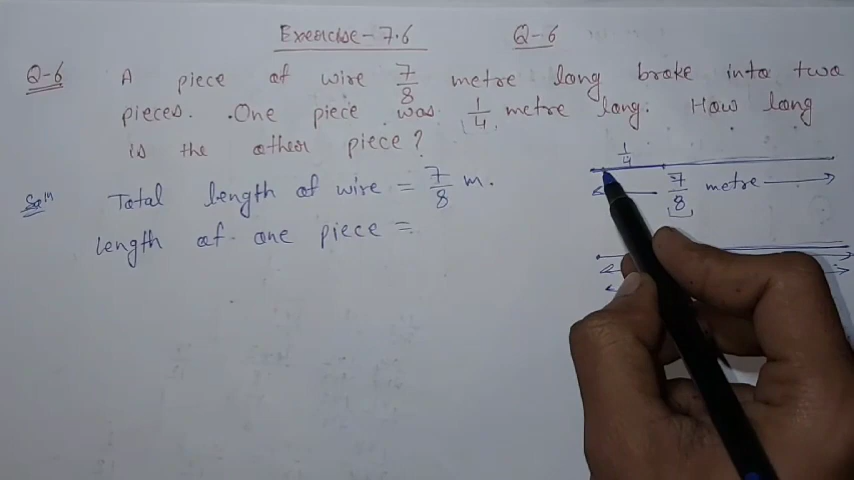 Exercise - 7.6 Q-6
Q-6 A piece of wire 7/8 metre long broke into two
pieces. One piece was 1/4 metre long. How long
is the other piece?
Solⁿ Total length of wire = 7/8 m.
Length of one piece =
1/4
7/8 metre